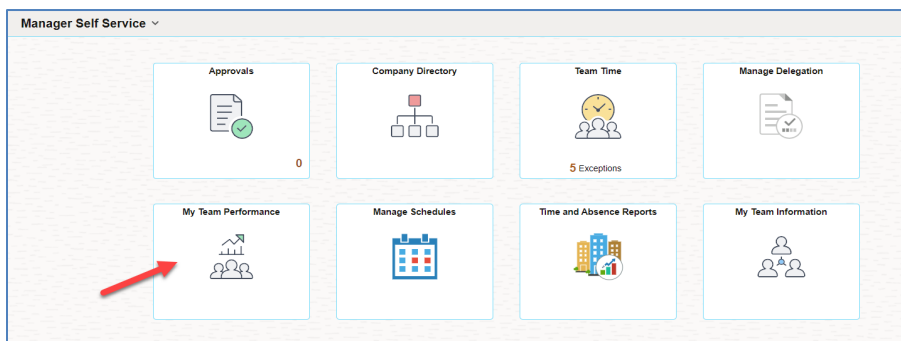 Manager Self Service
Approvals
Company Directory
Team Time
Manage Delegation
0
5 Exceptions
My Team Performance
Manage Schedules
Time and Absence Reports
My Team Information